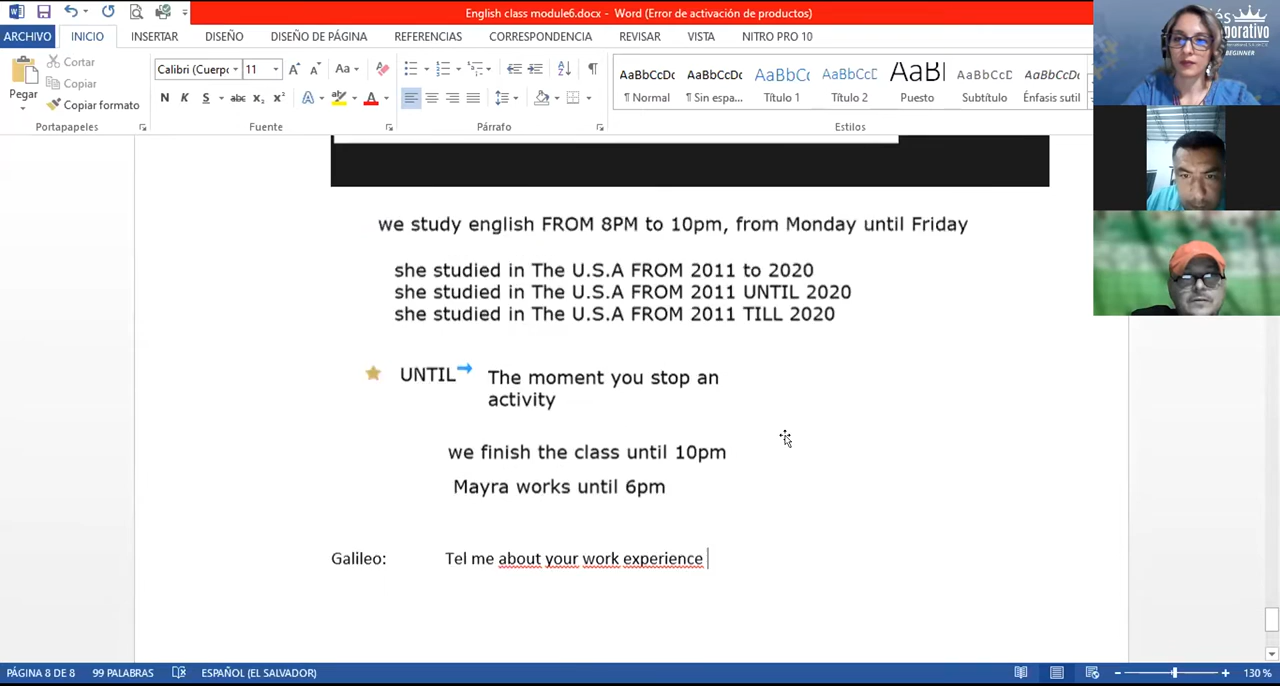 English class module6.docx - Word (Error de activación de productos)
ARCHIVO INICIO INSERTAR DISEÑO DISEÑO DE PÁGINA REFERENCIAS CORRESPONDENCIA REVISAR VISTA NITRO PRO 10
Pegar
Cortar
Copiar
Copiar formato
Portapapeles
Calibri (Cuerpo 11
N K S abc x₂ x²
Fuente
Párrafo
AaBbCcDc AaBbCcDc AaBbCc AaBbCcD AaBl AaBbCcD AaBbCcDc
¶ Normal ¶ Sin espa... Título 1 Título 2 Puesto Subtítulo Énfasis sutil
Estilos
BEGINNER
we study english FROM 8PM to 10pm, from Monday until Friday
she studied in The U.S.A FROM 2011 to 2020
she studied in The U.S.A FROM 2011 UNTIL 2020
she studied in The U.S.A FROM 2011 TILL 2020
UNTIL The moment you stop an
activity
we finish the class until 10pm
Mayra works until 6pm
Galileo: Tel me about your work experience
PÁGINA 8 DE 8 99 PALABRAS ESPAÑOL (EL SALVADOR) 130 %